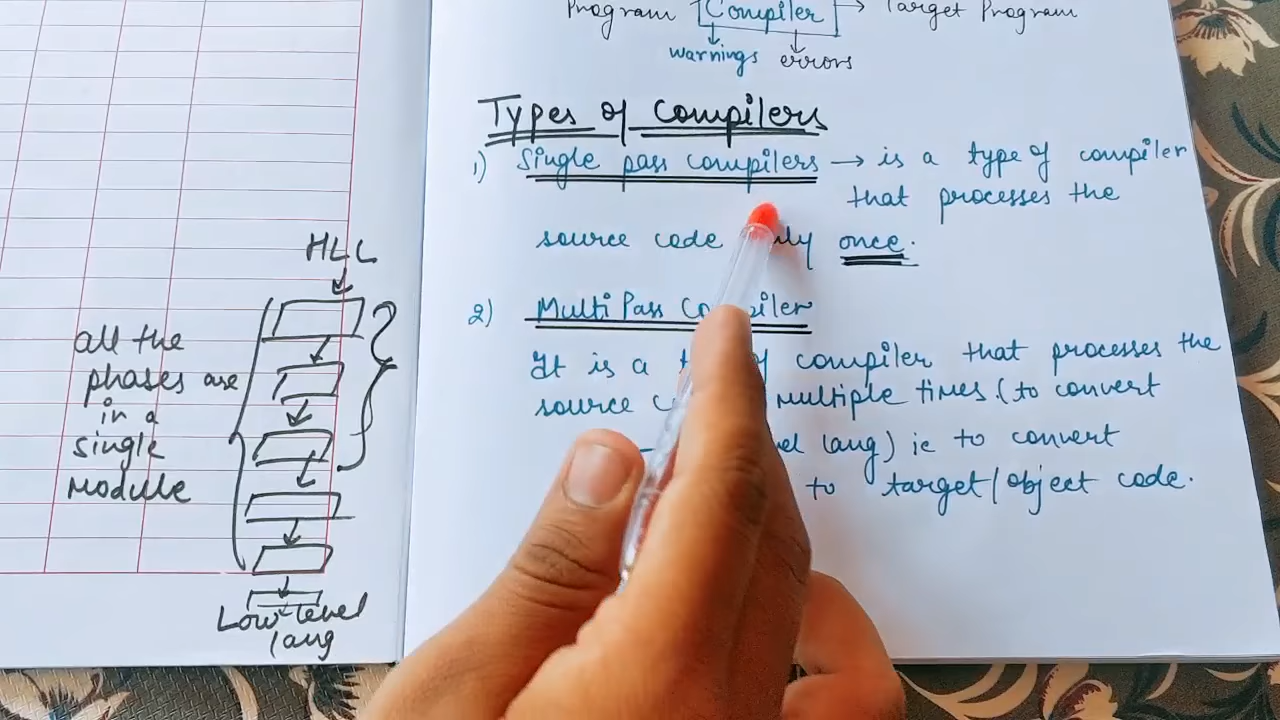 Program Compiler → Target Program
warnings errors
Types of Compilers
1) Single pass compilers → is a type of compiler
that processes the
source code once.
2) Multi Pass Compiler
It is a compiler that processes the
source multiple times. (to convert
lang) ie to convert
to target/object code.
HLL
all the
phases are
in a
single
Module
Low-level
lang